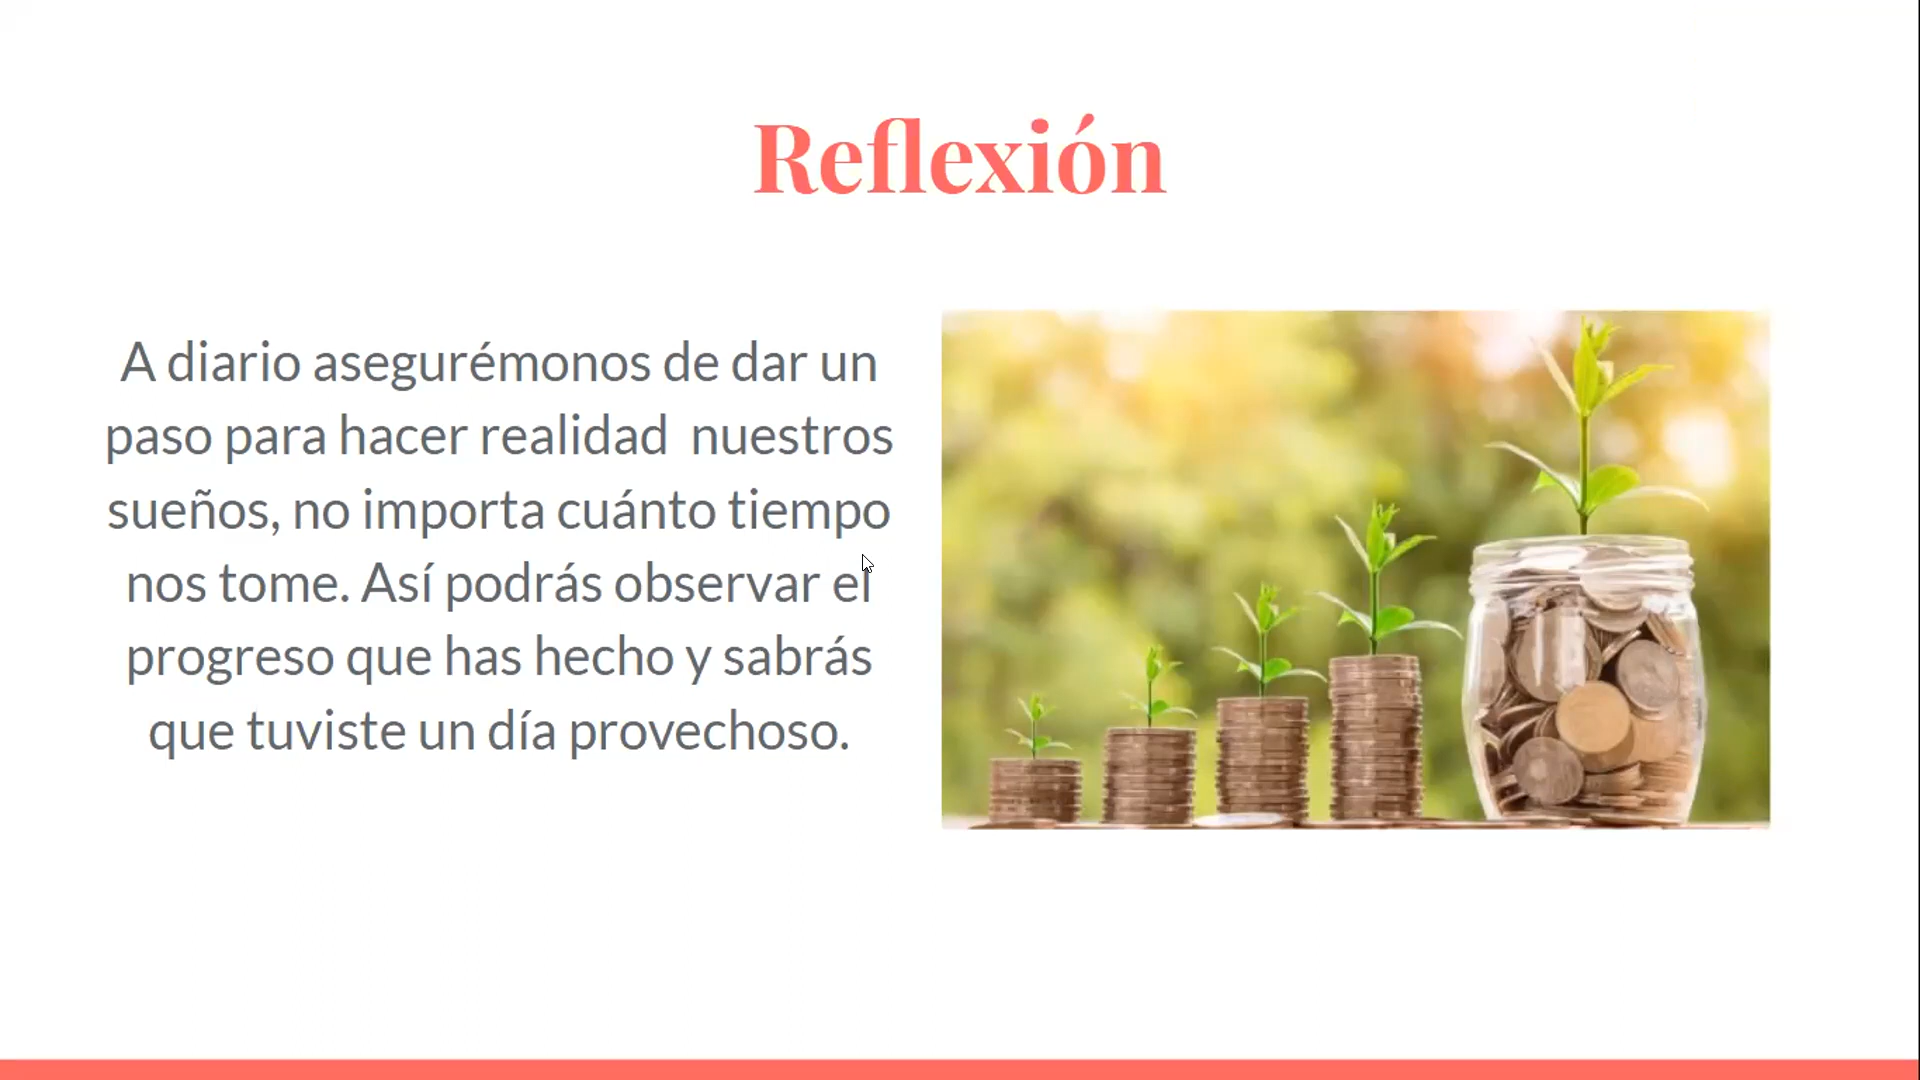 Reflexión
A diario asegurémonos de dar un
paso para hacer realidad  nuestros
sueños, no importa cuánto tiempo
nos tome. Así podrás observar el
progreso que has hecho y sabrás
que tuviste un día provechoso.